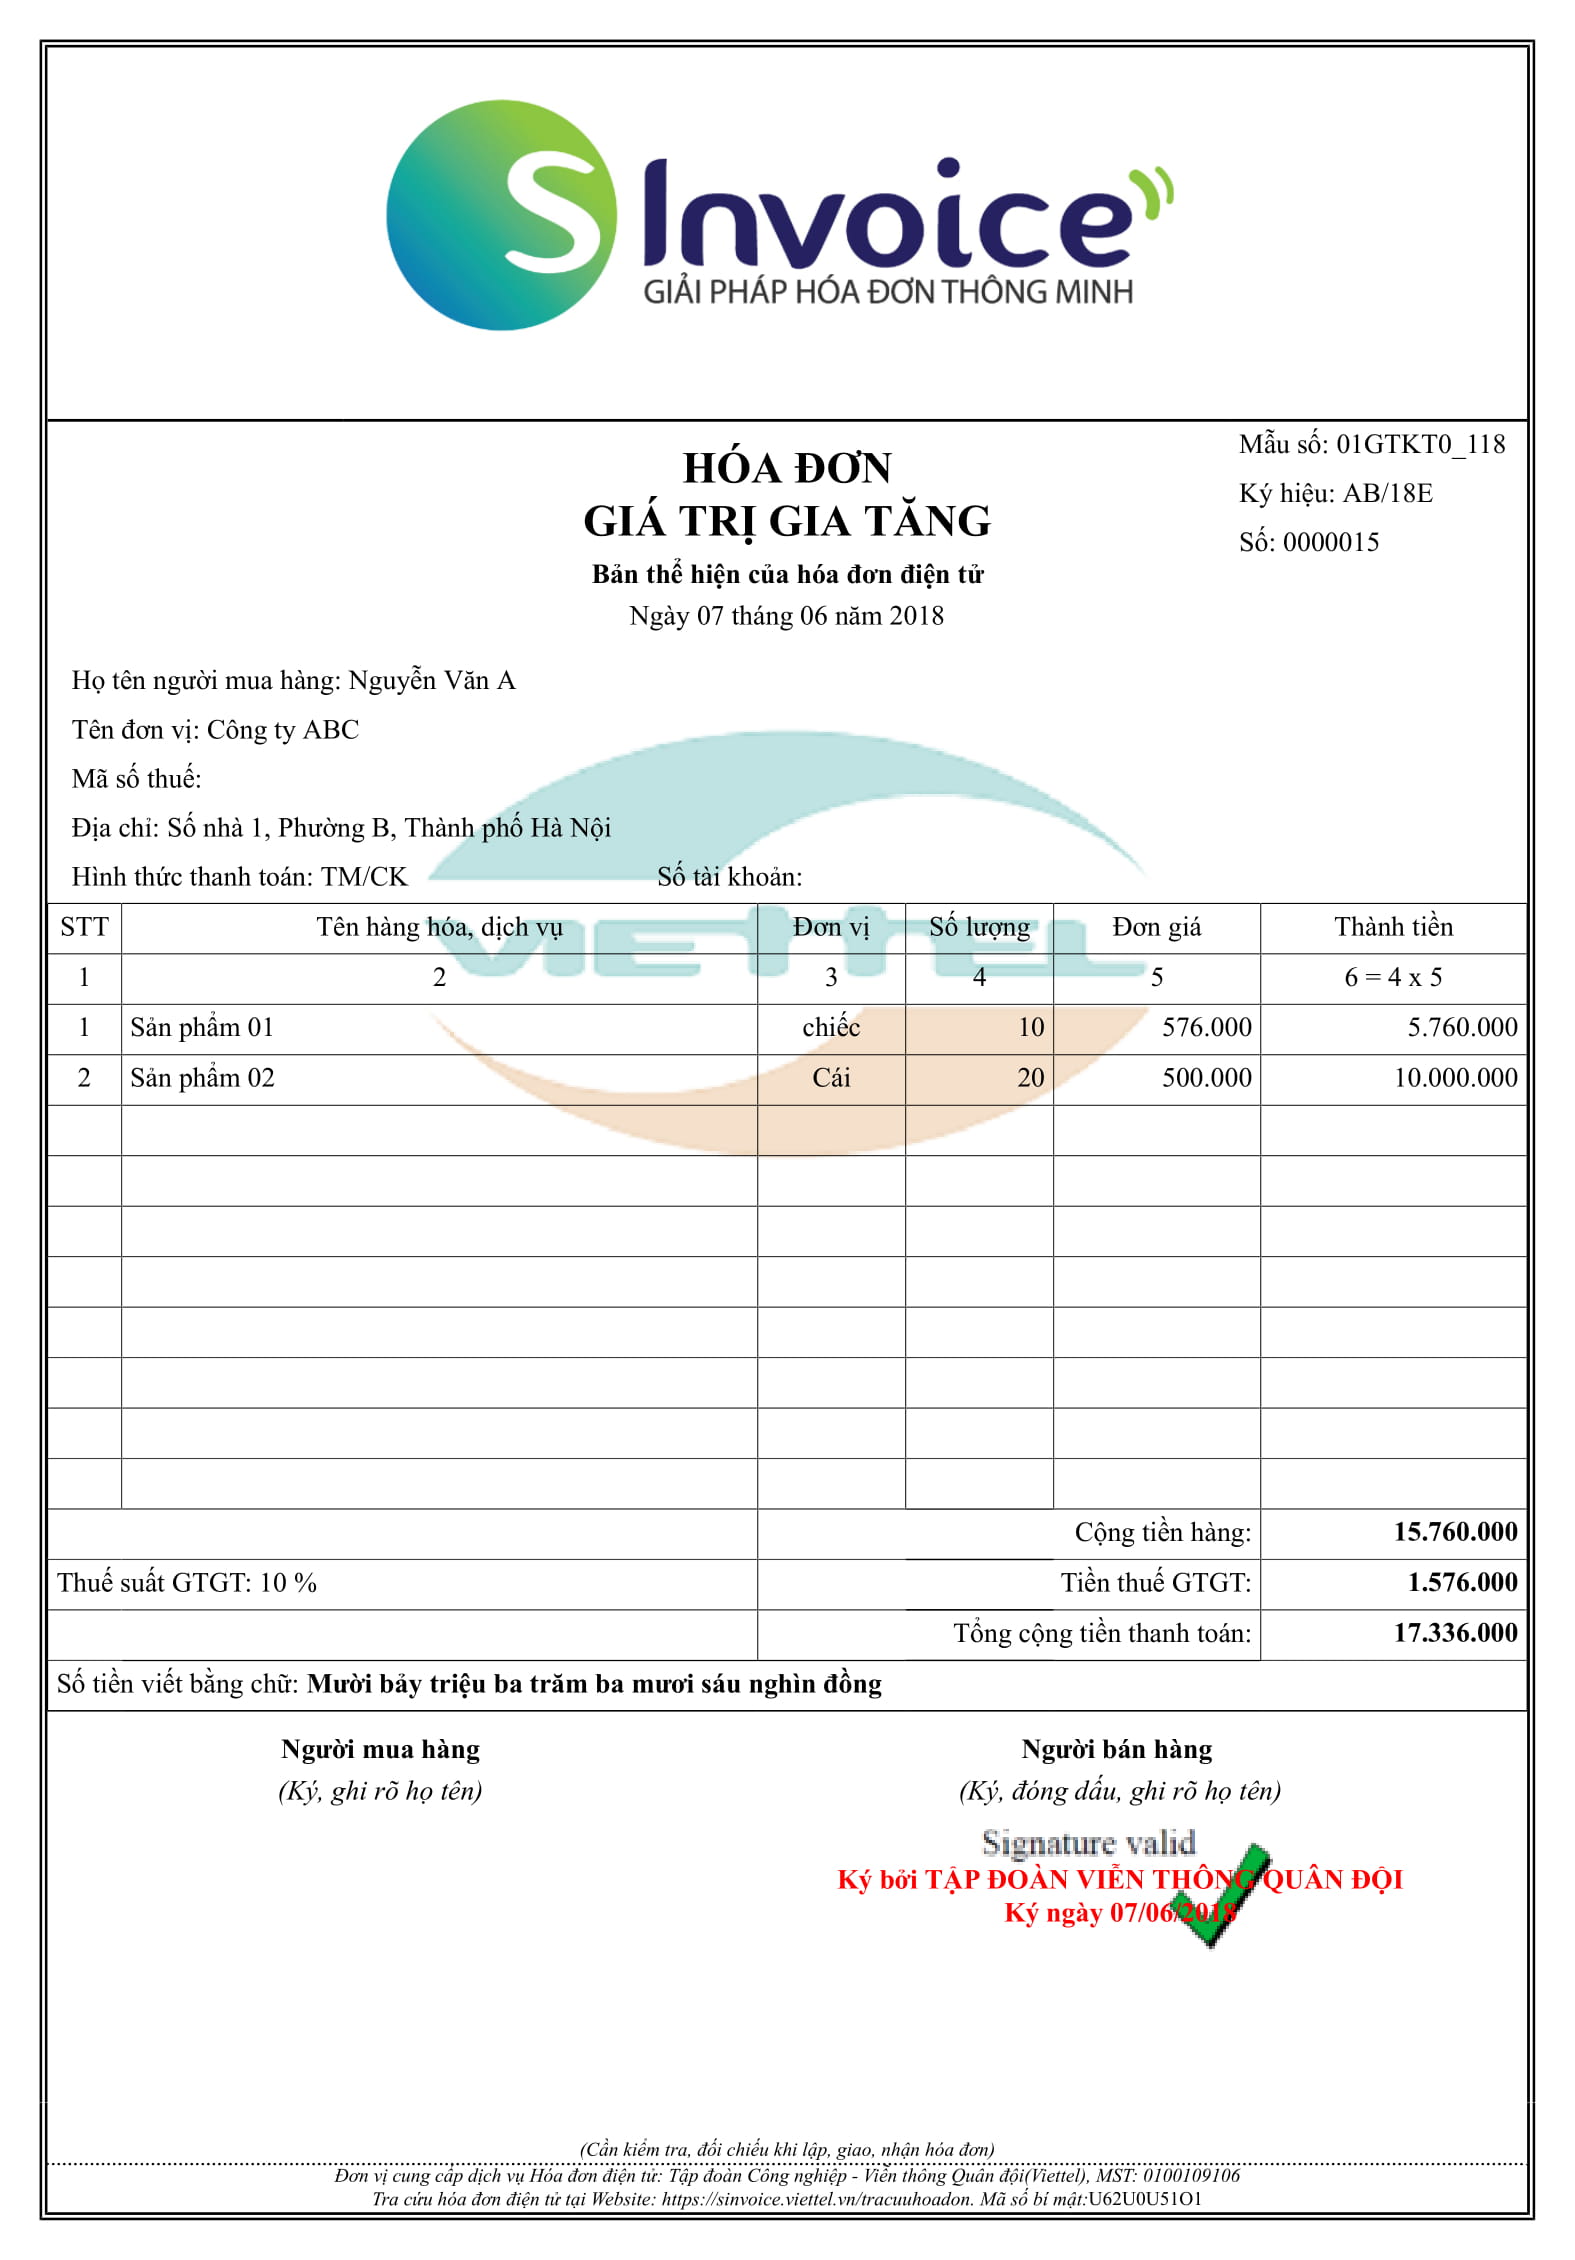 S Invoice
GIẢI PHÁP HÓA ĐƠN THÔNG MINH
HÓA ĐƠN
GIÁ TRỊ GIA TĂNG
Bản thể hiện của hóa đơn điện tử
Ngày 07 tháng 06 năm 2018
Mẫu số: 01GTKT0_118
Ký hiệu: AB/18E
Số: 0000015
Họ tên người mua hàng: Nguyễn Văn A
Tên đơn vị: Công ty ABC
Mã số thuế:
Địa chỉ: Số nhà 1, Phường B, Thành phố Hà Nội
Hình thức thanh toán: TM/CK Số tài khoản:
VIETTEL
STT Tên hàng hóa, dịch vụ Đơn vị Số lượng Đơn giá Thành tiền
1 2 3 4 5 6 = 4 x 5
1 Sản phẩm 01 chiếc 10 576.000 5.760.000
2 Sản phẩm 02 Cái 20 500.000 10.000.000
Cộng tiền hàng: 15.760.000
Thuế suất GTGT: 10 % Tiền thuế GTGT: 1.576.000
Tổng cộng tiền thanh toán: 17.336.000
Số tiền viết bằng chữ: Mười bảy triệu ba trăm ba mươi sáu nghìn đồng
Người mua hàng Người bán hàng
(Ký, ghi rõ họ tên) (Ký, đóng dấu, ghi rõ họ tên)
Signature valid
Ký bởi TẬP ĐOÀN VIỄN THÔNG QUÂN ĐỘI
Ký ngày 07/06/2018
(Cần kiểm tra, đối chiếu khi lập, giao, nhận hóa đơn)
Đơn vị cung cấp dịch vụ Hóa đơn điện tử: Tập đoàn Công nghiệp - Viễn thông Quân đội(Viettel), MST: 0100109106
Tra cứu hóa đơn điện tử tại Website: https://sinvoice.viettel.vn/tracuuhoadon. Mã số bí mật:U62U0U51O1